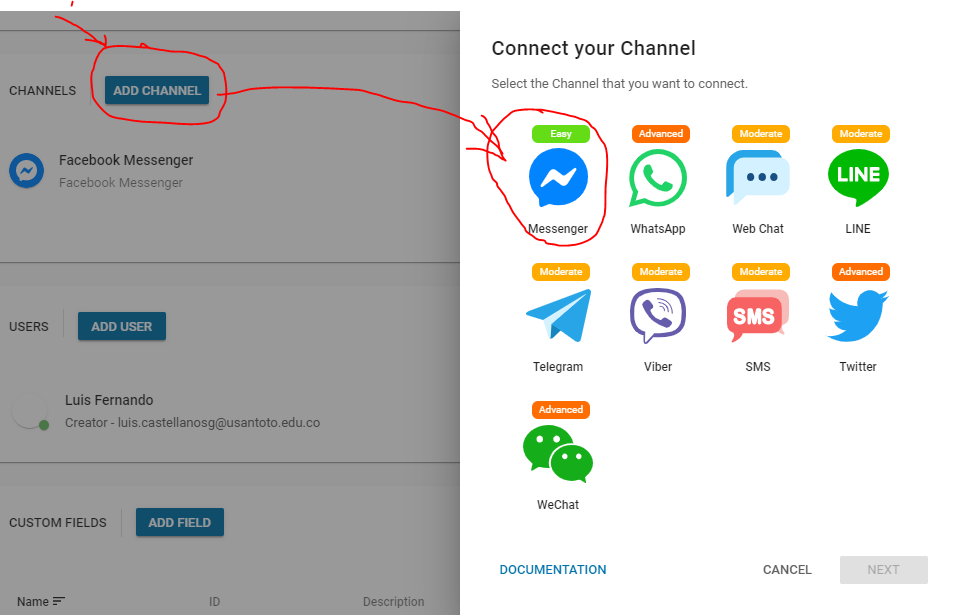 CHANNELS
ADD CHANNEL
Facebook Messenger
Facebook Messenger
USERS
ADD USER
Luis Fernando
Creator - luis.castellanosg@usantoto.edu.co
CUSTOM FIELDS
ADD FIELD
Name ID Description
Connect your Channel
Select the Channel that you want to connect.
Easy Advanced Moderate Moderate
LINE
Messenger WhatsApp Web Chat LINE
Moderate Moderate Moderate Advanced
SMS
Telegram Viber SMS Twitter
Advanced
WeChat
DOCUMENTATION CANCEL NEXT